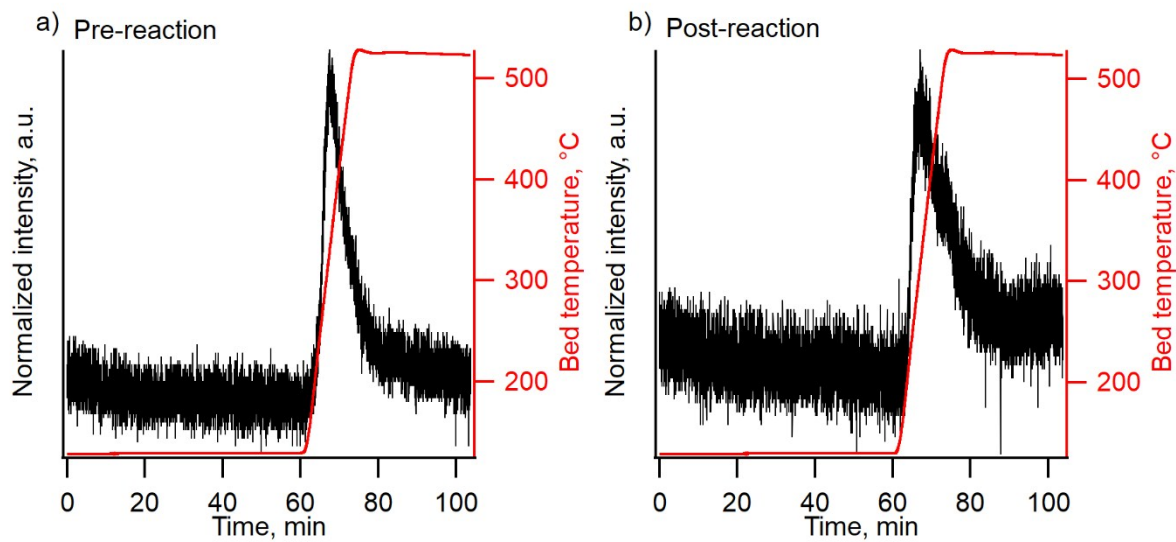 a) Pre-reaction
Normalized intensity, a.u.
500
400
300
200
Bed temperature, °C
0 20 40 60 80 100
Time, min
b) Post-reaction
Normalized intensity, a.u.
500
400
300
200
Bed temperature, °C
0 20 40 60 80 100
Time, min